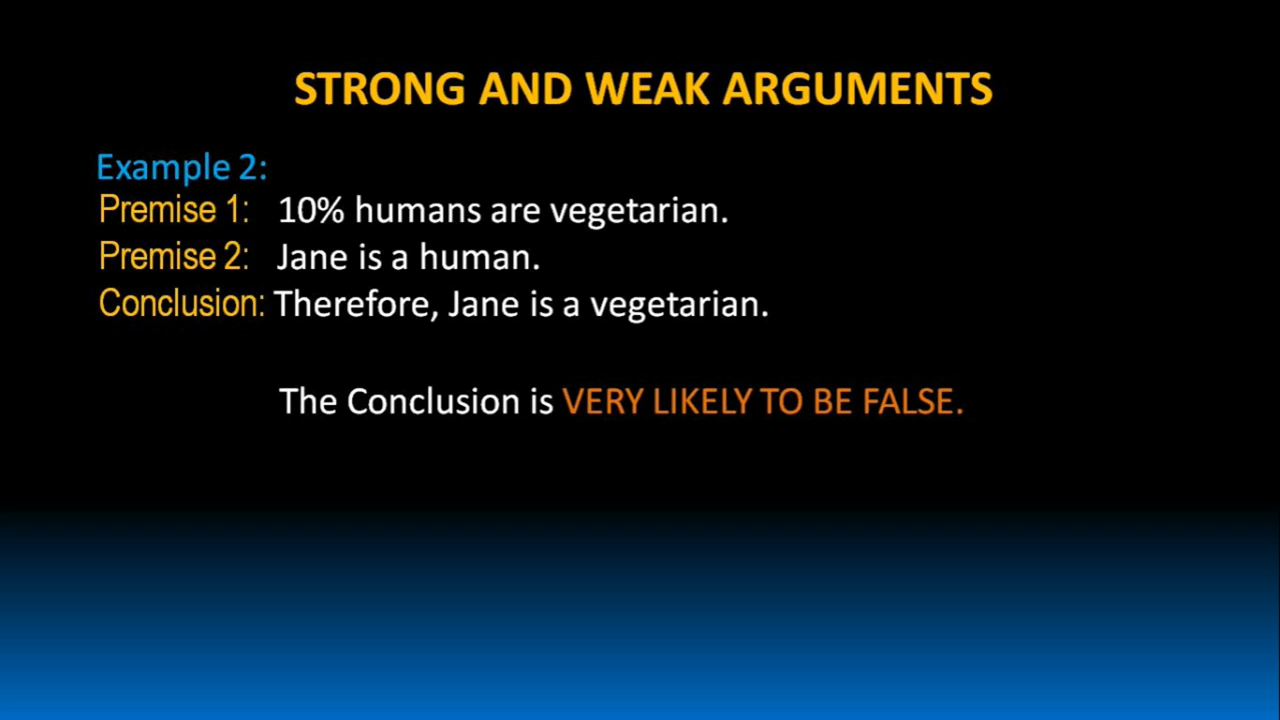 STRONG AND WEAK ARGUMENTS
Example 2:
Premise 1: 10% humans are vegetarian.
Premise 2: Jane is a human.
Conclusion: Therefore, Jane is a vegetarian.
The Conclusion is VERY LIKELY TO BE FALSE.